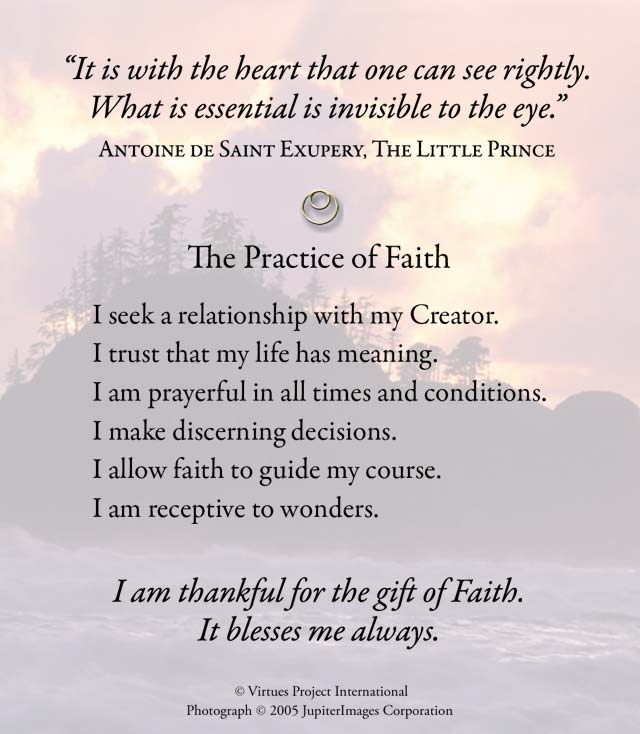 “It is with the heart that one can see rightly.
What is essential is invisible to the eye.”
Antoine de Saint Exupery, The Little Prince
The Practice of Faith
I seek a relationship with my Creator.
I trust that my life has meaning.
I am prayerful in all times and conditions.
I make discerning decisions.
I allow faith to guide my course.
I am receptive to wonders.
I am thankful for the gift of Faith.
It blesses me always.
© Virtues Project International
Photograph © 2005 JupiterImages Corporation